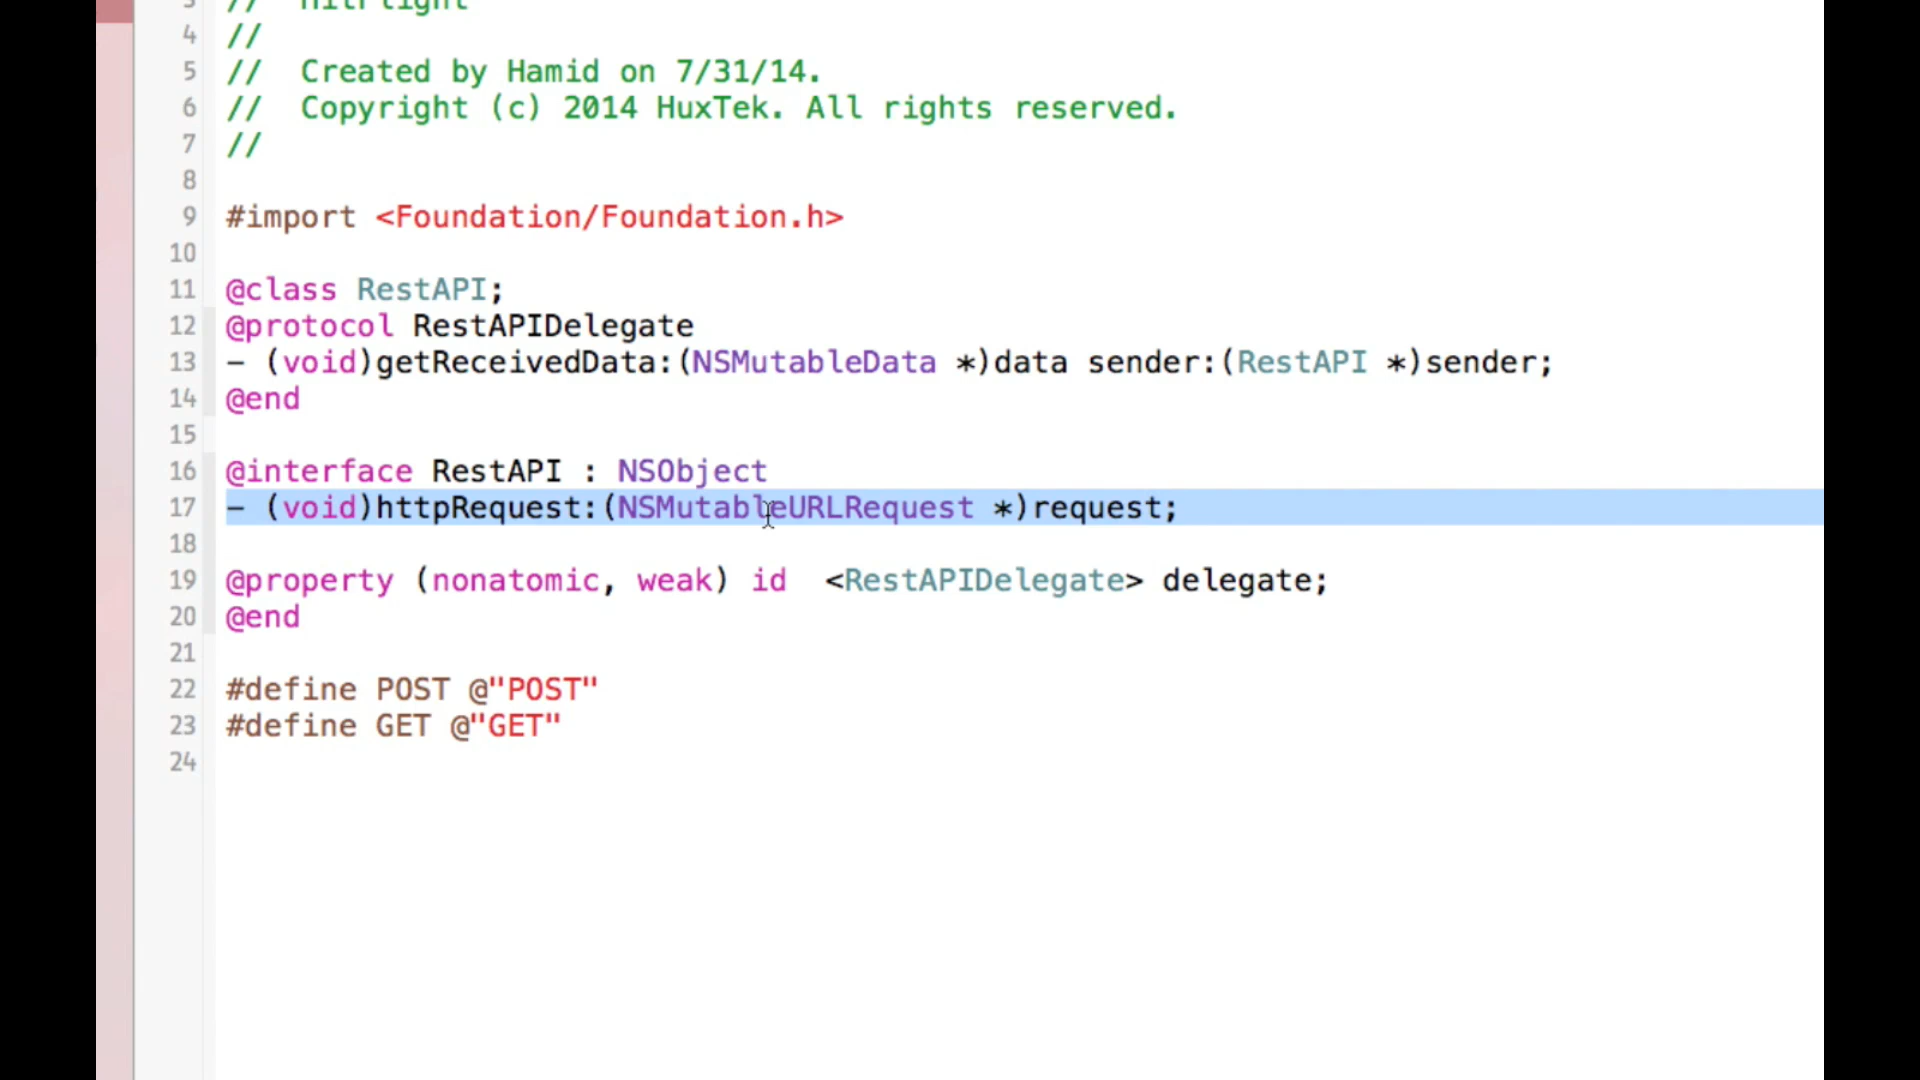 3 // HitFlight
4 //
5 // Created by Hamid on 7/31/14.
6 // Copyright (c) 2014 HuxTek. All rights reserved.
7 //
8
9 #import <Foundation/Foundation.h>
10
11 @class RestAPI;
12 @protocol RestAPIDelegate
13 - (void)getReceivedData:(NSMutableData *)data sender:(RestAPI *)sender;
14 @end
15
16 @interface RestAPI : NSObject
17 - (void)httpRequest:(NSMutableURLRequest *)request;
18
19 @property (nonatomic, weak) id  <RestAPIDelegate> delegate;
20 @end
21
22 #define POST @"POST"
23 #define GET @"GET"
24